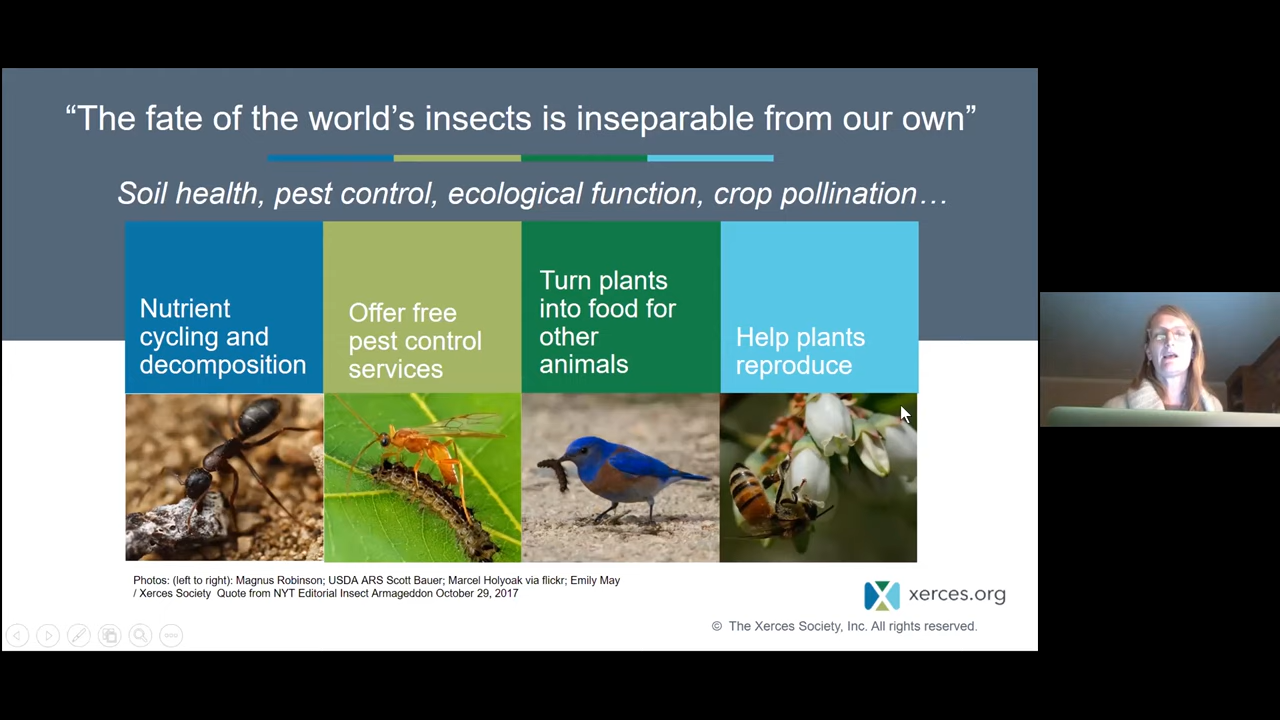 “The fate of the world’s insects is inseparable from our own”
Soil health, pest control, ecological function, crop pollination…
Nutrient
cycling and
decomposition
Offer free
pest control
services
Turn plants
into food for
other
animals
Help plants
reproduce
Photos: (left to right): Magnus Robinson; USDA ARS Scott Bauer; Marcel Holyoak via flickr; Emily May
/ Xerces Society  Quote from NYT Editorial Insect Armageddon October 29, 2017
xerces.org
© The Xerces Society, Inc. All rights reserved.